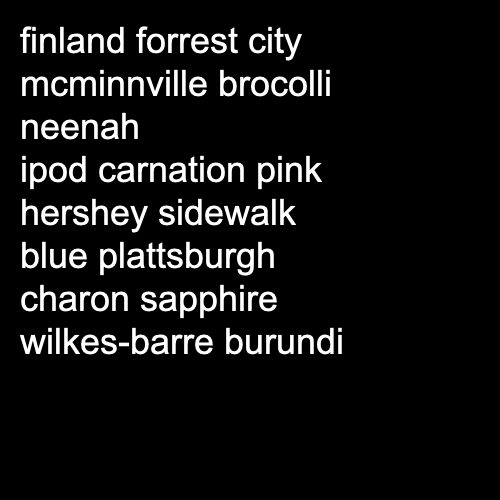 finland forrest city
mcminnville brocolli
neenah
ipod carnation pink
hershey sidewalk
blue plattsburgh
charon sapphire
wilkes-barre burundi